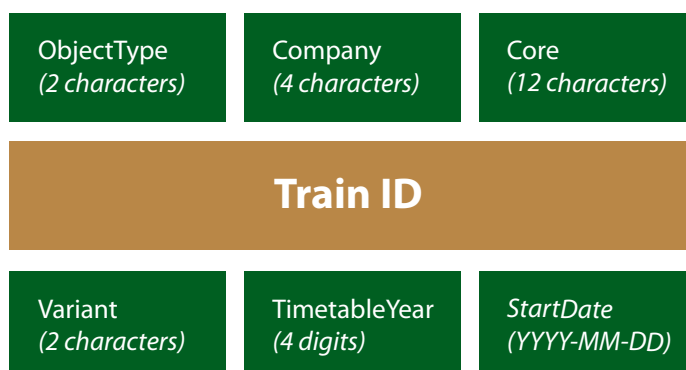 ObjectType
(2 characters)
Company
(4 characters)
Core
(12 characters)
Train ID
Variant
(2 characters)
TimetableYear
(4 digits)
StartDate
(YYYY-MM-DD)